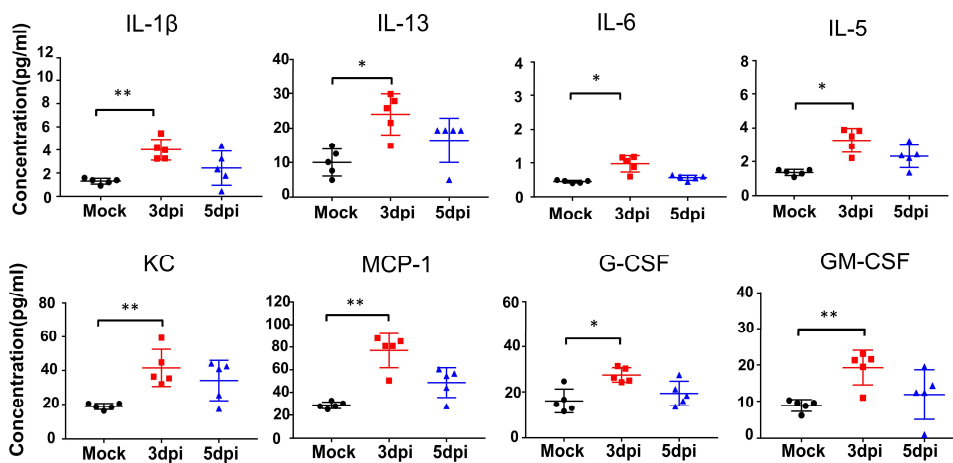 IL-1β
Concentration(pg/ml)
12
10
8
6
4
2
0
**
Mock 3dpi 5dpi
IL-13
40
30
20
10
0
*
Mock 3dpi 5dpi
IL-6
4
3
2
1
0
*
Mock 3dpi 5dpi
IL-5
8
6
4
2
0
*
Mock 3dpi 5dpi
KC
Concentration(pg/ml)
80
60
40
20
0
**
Mock 3dpi 5dpi
MCP-1
120
100
80
60
40
20
0
**
Mock 3dpi 5dpi
G-CSF
60
40
20
0
*
Mock 3dpi 5dpi
GM-CSF
40
30
20
10
0
**
Mock 3dpi 5dpi